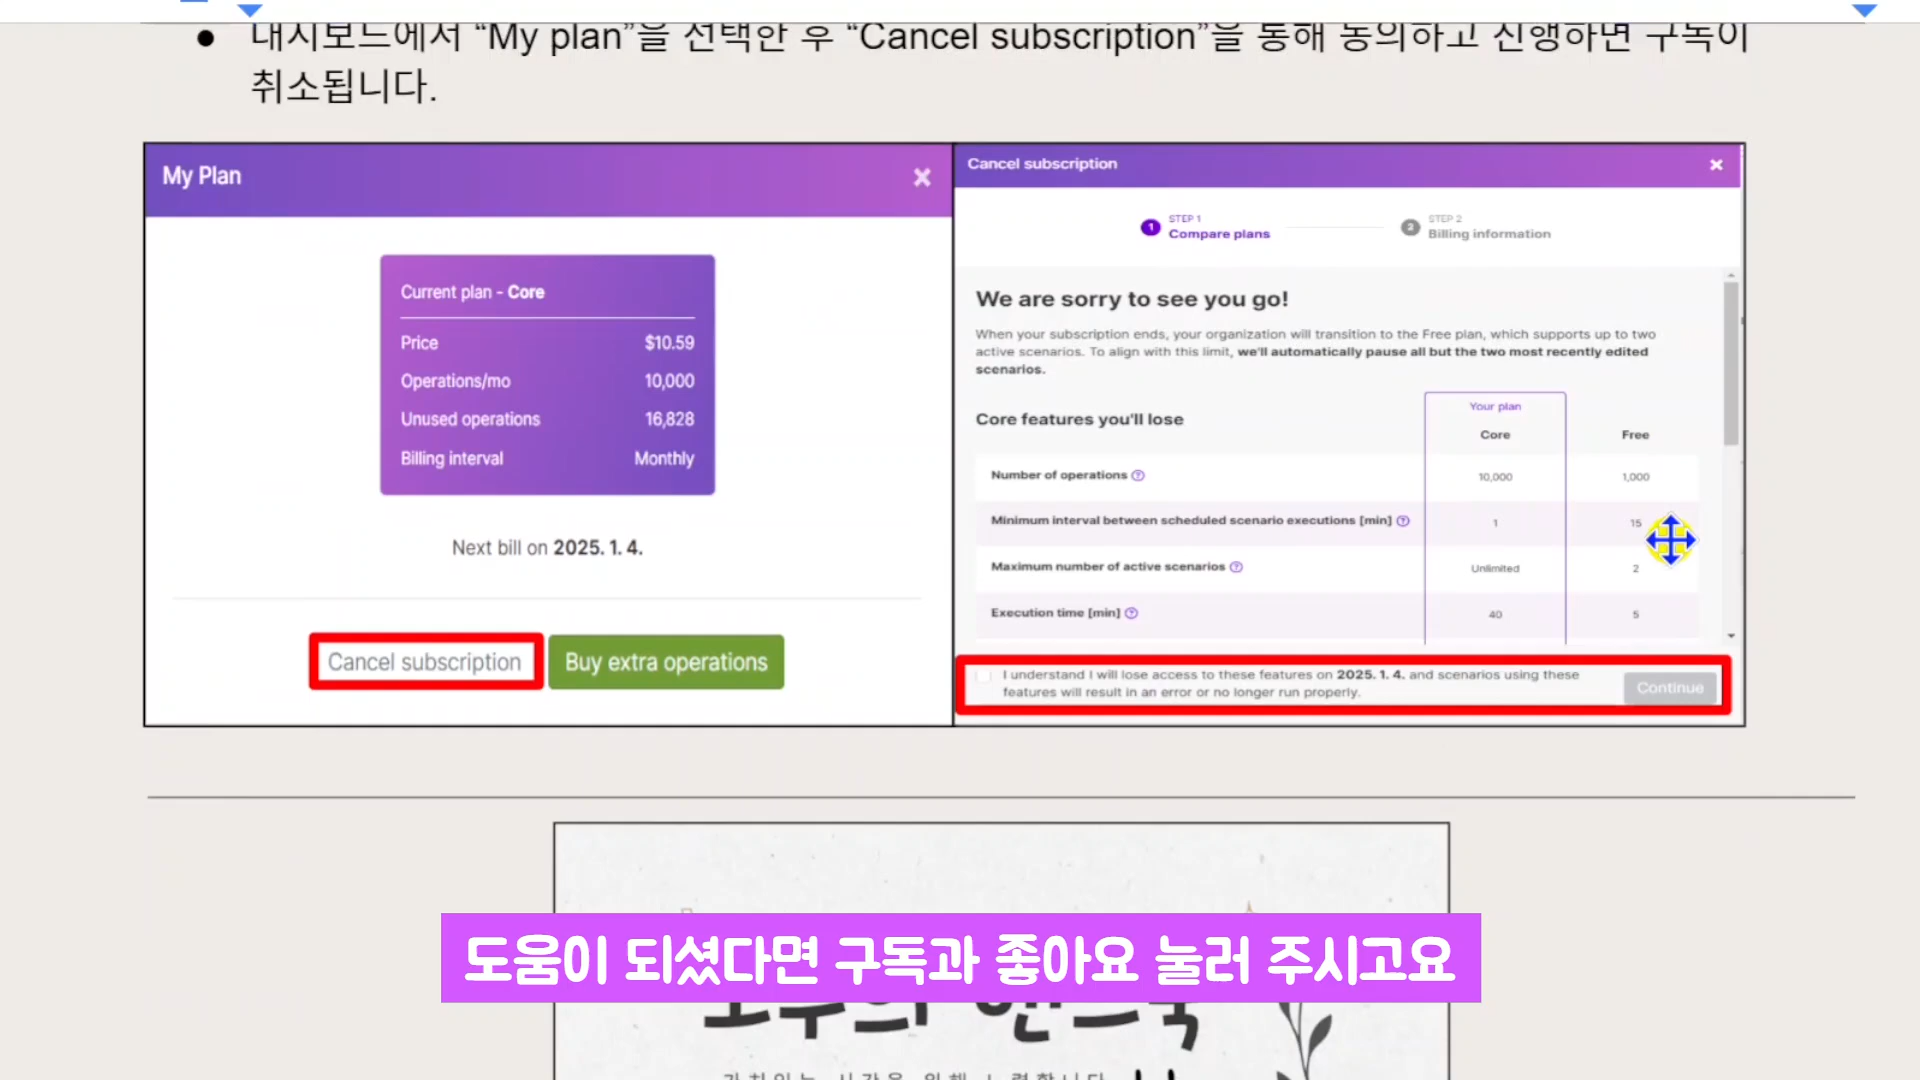 ● 대시보드에서 “My plan”을 선택한 후 “Cancel subscription”을 통해 동의하고 진행하면 구독이
취소됩니다.
My Plan
Current plan - Core
Price $10.59
Operations/mo 10,000
Unused operations 16,828
Billing interval Monthly
Next bill on 2025. 1. 4.
Cancel subscription Buy extra operations
Cancel subscription
1 STEP 1
Compare plans
2 STEP 2
Billing information
We are sorry to see you go!
When your subscription ends, your organization will transition to the Free plan, which supports up to two
active scenarios. To align with this limit, we'll automatically pause all but the two most recently edited
scenarios.
Your plan
Core features you'll lose Core Free
Number of operations 10,000 1,000
Minimum interval between scheduled scenario executions [min] 1 15
Maximum number of active scenarios Unlimited 2
Execution time [min] 40 5
I understand I will lose access to these features on 2025. 1. 4. and scenarios using these
features will result in an error or no longer run properly.
Continue
도움이 되셨다면 구독과 좋아요 눌러 주시고요